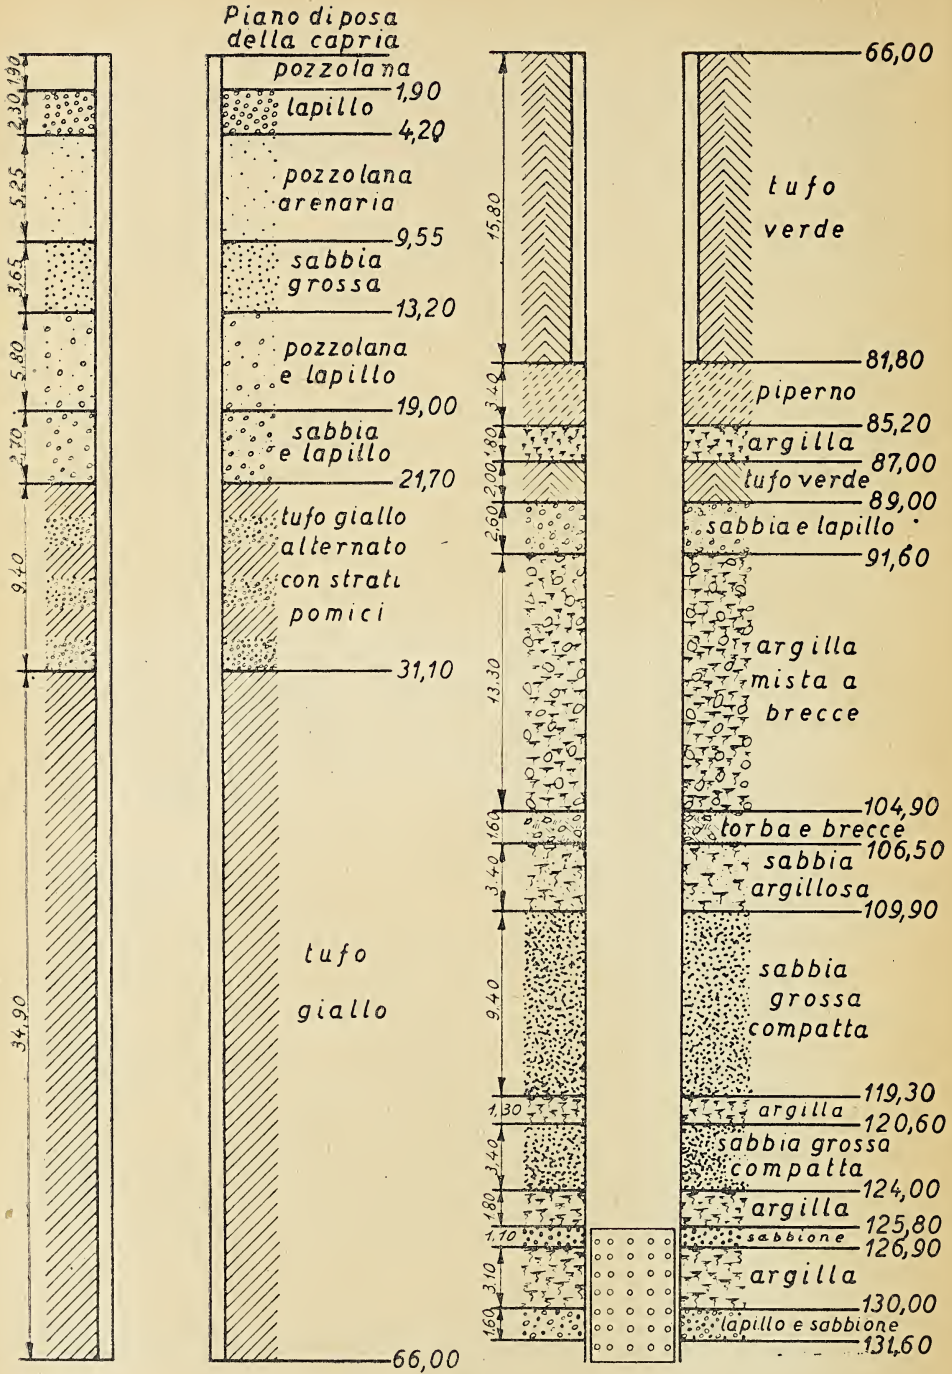 Piano di posa
della capria
pozzolana
1,90
lapillo
4,20
pozzolana
arenaria
9,55
sabbia
grossa
13,20
pozzolana
e lapillo
19,00
sabbia
e lapillo
21,70
tufo giallo
alternato
con strati
pomici
31,10
tufo
giallo
66,00
1,90
2,30
5,25
3,65
5,80
2,70
9,40
34,90
66,00
tufo
verde
81,80
piperno
85,20
argilla
87,00
tufo verde
89,00
sabbia e lapillo
91,60
argilla
mista a
brecce
104,90
torba e brecce
106,50
sabbia
argillosa
109,90
sabbia
grossa
compatta
119,30
argilla
120,60
sabbia grossa
compatta
124,00
argilla
125,80
sabbione
126,90
argilla
130,00
lapillo e sabbione
131,60
15,80
3.40
1.80
2.00
2.60
13.30
1.60
3.40
9.40
1,30
3.40
1.80
1.10
3.10
1.60